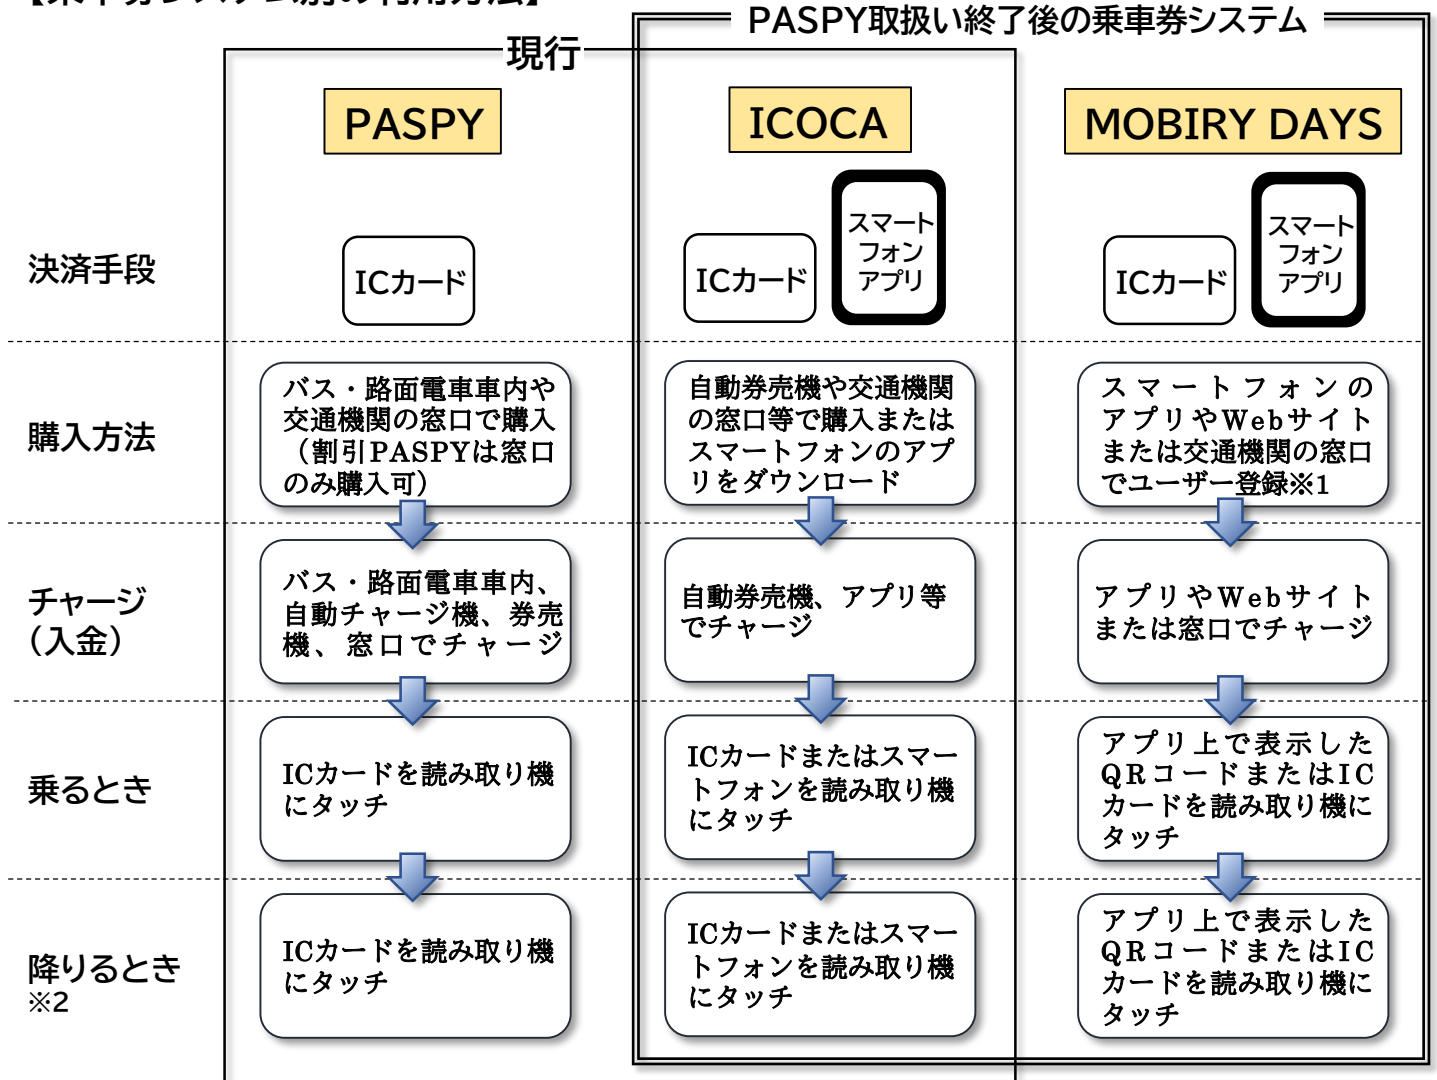 PASPY取扱い終了後の乗車券システム
現行
PASPY
ICOCA
MOBIRY DAYS
決済手段
ICカード
ICカード
スマート
フォン
アプリ
ICカード
スマート
フォン
アプリ
購入方法
バス・路面電車車内や
交通機関の窓口で購入
（割引PASPYは窓口
のみ購入可）
自動券売機や交通機関
の窓口等で購入または
スマートフォンのアプ
リをダウンロード
スマートフォンの
アプリやWebサイト
または交通機関の窓口
でユーザー登録※1
チャージ
（入金）
バス・路面電車車内、
自動チャージ機、券売
機、窓口でチャージ
自動券売機、アプリ等
でチャージ
アプリやWebサイト
または窓口でチャージ
乗るとき
ICカードを読み取り機
にタッチ
ICカードまたはスマー
トフォンを読み取り機
にタッチ
アプリ上で表示した
QRコードまたはIC
カードを読み取り機に
タッチ
降りるとき
※2
ICカードを読み取り機
にタッチ
ICカードまたはスマー
トフォンを読み取り機
にタッチ
アプリ上で表示した
QRコードまたはIC
カードを読み取り機に
タッチ